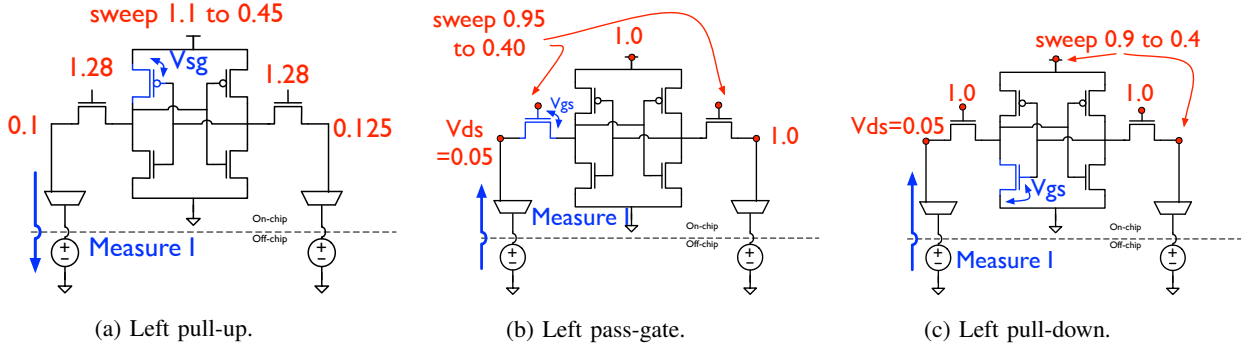 sweep 1.1 to 0.45
Vsg
1.28
1.28
0.1
0.125
On-chip
Off-chip
Measure I
(a) Left pull-up.
sweep 0.95
to 0.40
1.0
Vgs
Vds
=0.05
1.0
Measure I
On-chip
Off-chip
(b) Left pass-gate.
sweep 0.9 to 0.4
1.0
1.0
Vds=0.05
Vgs
On-chip
Off-chip
Measure I
(c) Left pull-down.